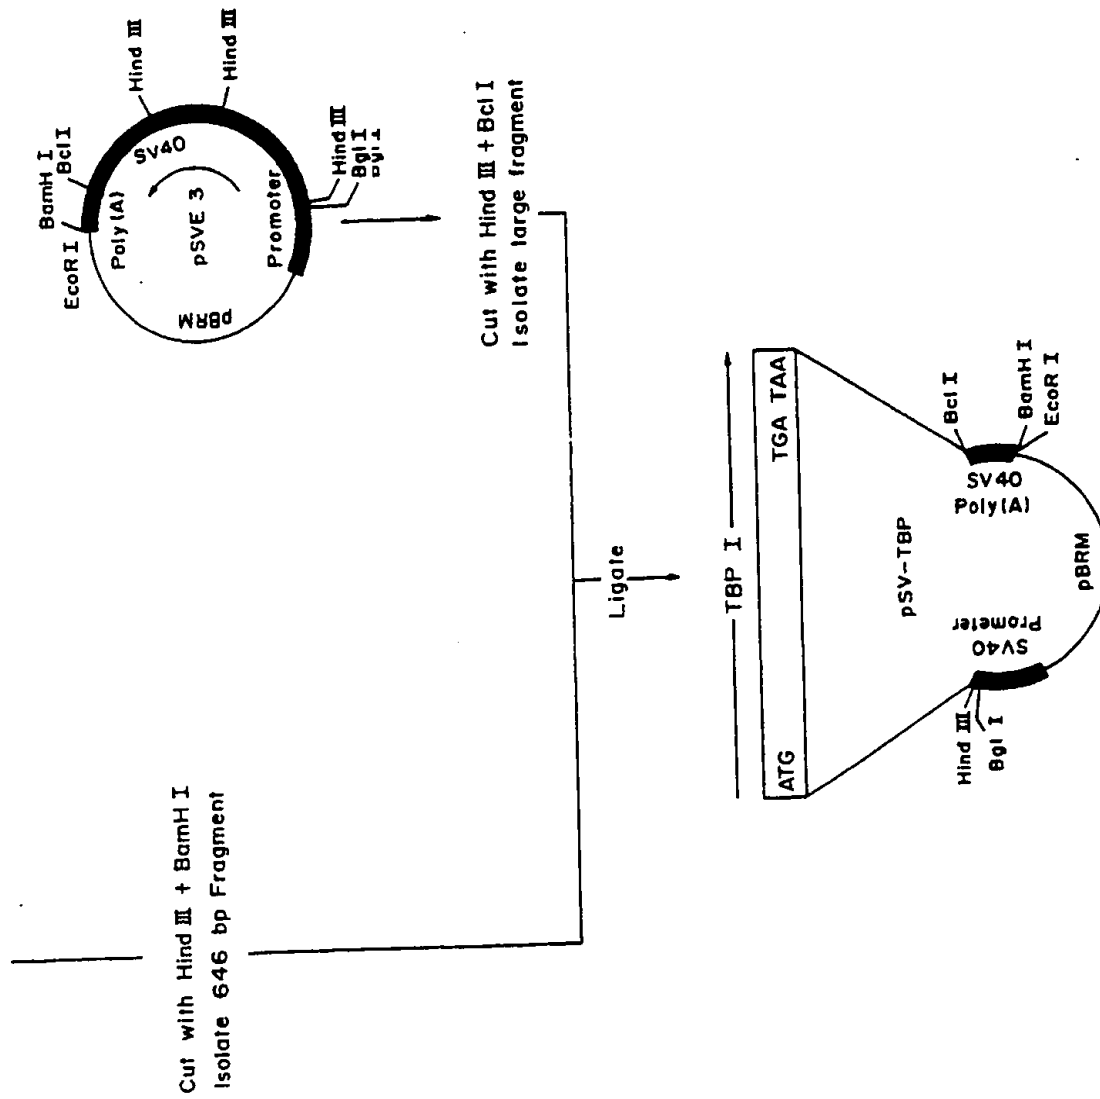 Cut with Hind III + BamH I
Isolate 646 bp Fragment
EcoR I
BamH I
Bcl I
Hind III
Hind III
Hind III
Bgl I
Poly(A)
SV40
pSVE 3
Promoter
pBRM
Cut with Hind III + Bcl I
Isolate large fragment
Ligate
TBP I
ATG
TGA TAA
Hind III
Bgl I
SV40
Prometer
pSV-TBP
SV40
Poly(A)
Bcl I
BamH I
EcoR I
pBRM